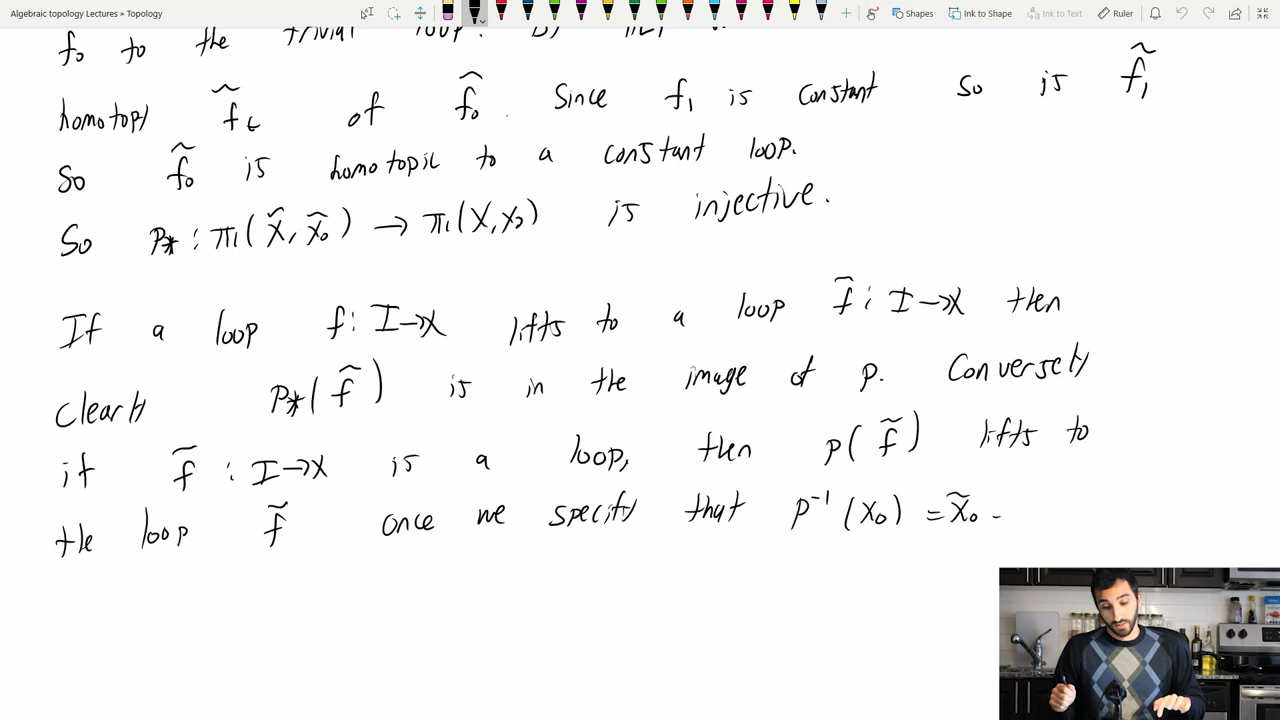 Algebraic topology Lectures » Topology
Shapes Ink to Shape Ink to Text Ruler
f₀ to the trivial loop.
homotopy f̃ₜ of f̃₀. Since f₁ is constant so is f̃₁
So f̃₀ is homotopic to a constant loop.
So P∗ : π₁(X̃, x̃₀) → π₁(X, x₀) is injective.
If a loop f: I→X lifts to a loop f̃: I→X then
clearly P∗(f̃) is in the image of p. Conversely
if f̃ : I→X is a loop, then p(f̃) lifts to
the loop f̃ once we specify that p⁻¹(x₀) = x̃₀ -